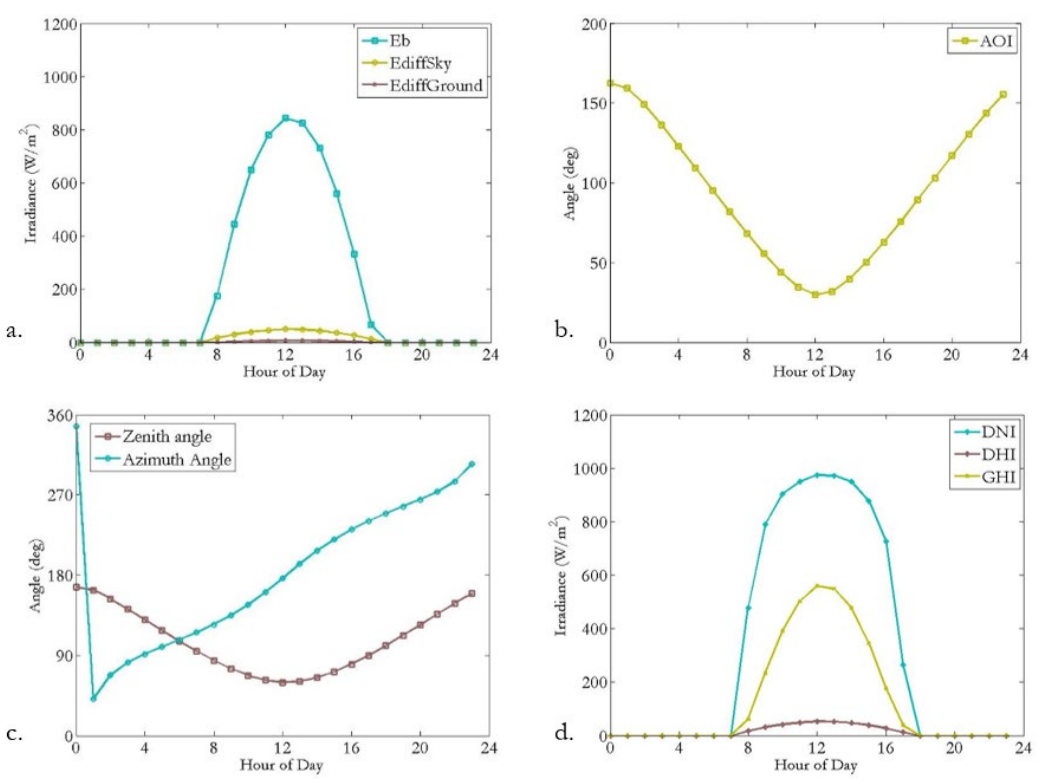 1200
1000
800
600
400
200
0
Irradiance (W/m²)
Eb
EdiffSky
EdiffGround
0 4 8 12 16 20 24
Hour of Day
a.
200
150
100
50
0
Angle (deg)
AOI
0 4 8 12 16 20 24
Hour of Day
b.
360
270
180
90
0
Angle (deg)
Zenith angle
Azimuth Angle
0 4 8 12 16 20 24
Hour of Day
c.
1200
1000
800
600
400
200
0
Irradiance (W/m²)
DNI
DHI
GHI
0 4 8 12 16 20 24
Hour of Day
d.